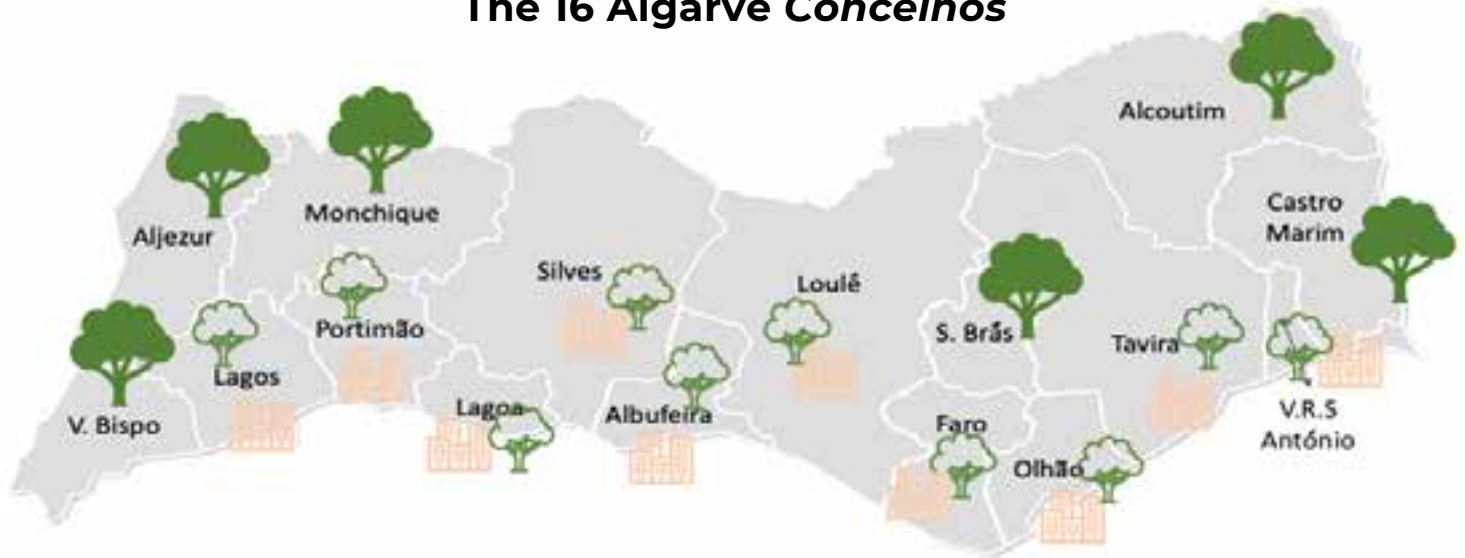 The 16 Algarve Concelhos
Alcoutim
Monchique
Aljezur
Castro
Marim
Silves
Loulé
Portimão
S. Brás
Tavira
Lagos
Lagoa
Albufeira
V. Bispo
Faro
Olhão
V.R.S
António